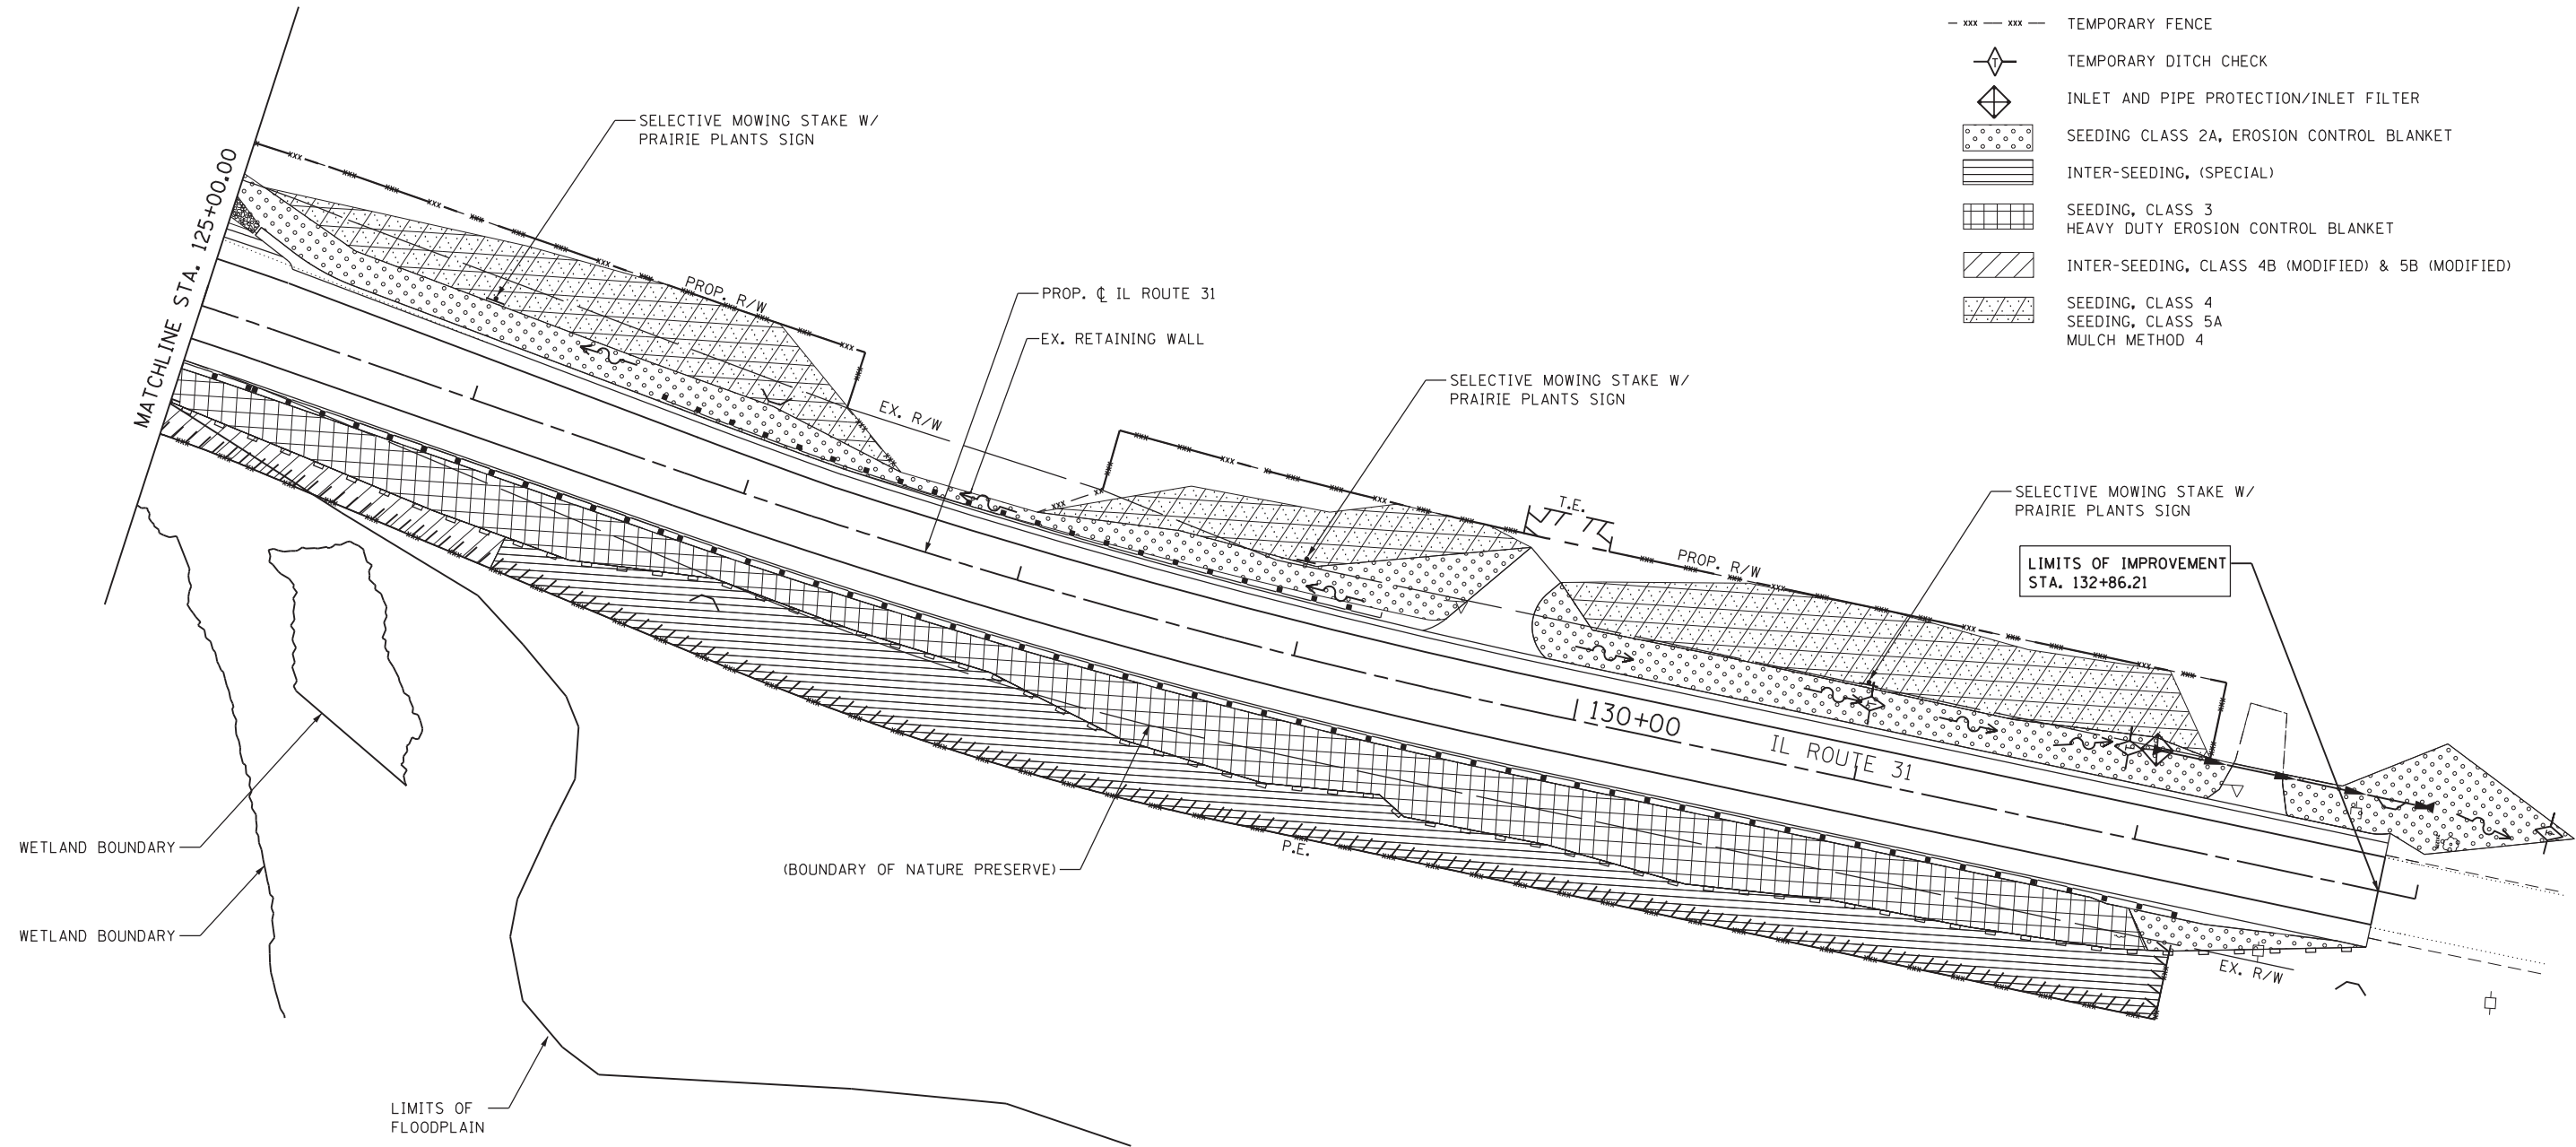 TEMPORARY FENCE
TEMPORARY DITCH CHECK
INLET AND PIPE PROTECTION/INLET FILTER
SEEDING CLASS 2A, EROSION CONTROL BLANKET
INTER-SEEDING, (SPECIAL)
SEEDING, CLASS 3
HEAVY DUTY EROSION CONTROL BLANKET
INTER-SEEDING, CLASS 4B (MODIFIED) & 5B (MODIFIED)
SEEDING, CLASS 4
SEEDING, CLASS 5A
MULCH METHOD 4
SELECTIVE MOWING STAKE W/
PRAIRIE PLANTS SIGN
MATCHLINE STA. 125+00.00
PROP. R/W
PROP. ℄ IL ROUTE 31
EX. RETAINING WALL
EX. R/W
SELECTIVE MOWING STAKE W/
PRAIRIE PLANTS SIGN
T.E.
PROP. R/W
SELECTIVE MOWING STAKE W/
PRAIRIE PLANTS SIGN
LIMITS OF IMPROVEMENT
STA. 132+86.21
130+00
IL ROUTE 31
WETLAND BOUNDARY
(BOUNDARY OF NATURE PRESERVE)
P.E.
WETLAND BOUNDARY
EX. R/W
LIMITS OF
FLOODPLAIN